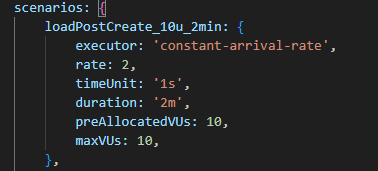 scenarios: {
loadPostCreate_10u_2min: {
executor: 'constant-arrival-rate',
rate: 2,
timeUnit: '1s',
duration: '2m',
preAllocatedVUs: 10,
maxVUs: 10,
},